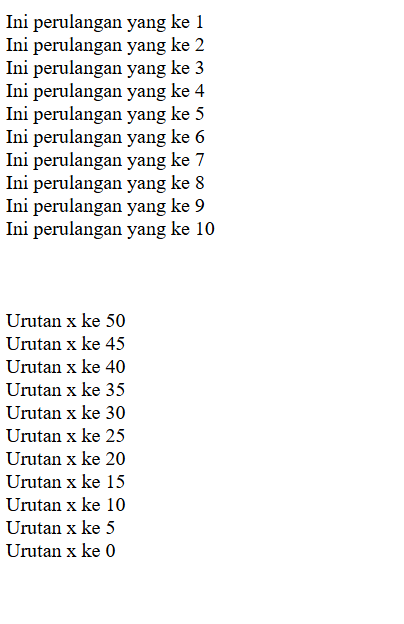 Ini perulangan yang ke 1
Ini perulangan yang ke 2
Ini perulangan yang ke 3
Ini perulangan yang ke 4
Ini perulangan yang ke 5
Ini perulangan yang ke 6
Ini perulangan yang ke 7
Ini perulangan yang ke 8
Ini perulangan yang ke 9
Ini perulangan yang ke 10
Urutan x ke 50
Urutan x ke 45
Urutan x ke 40
Urutan x ke 35
Urutan x ke 30
Urutan x ke 25
Urutan x ke 20
Urutan x ke 15
Urutan x ke 10
Urutan x ke 5
Urutan x ke 0